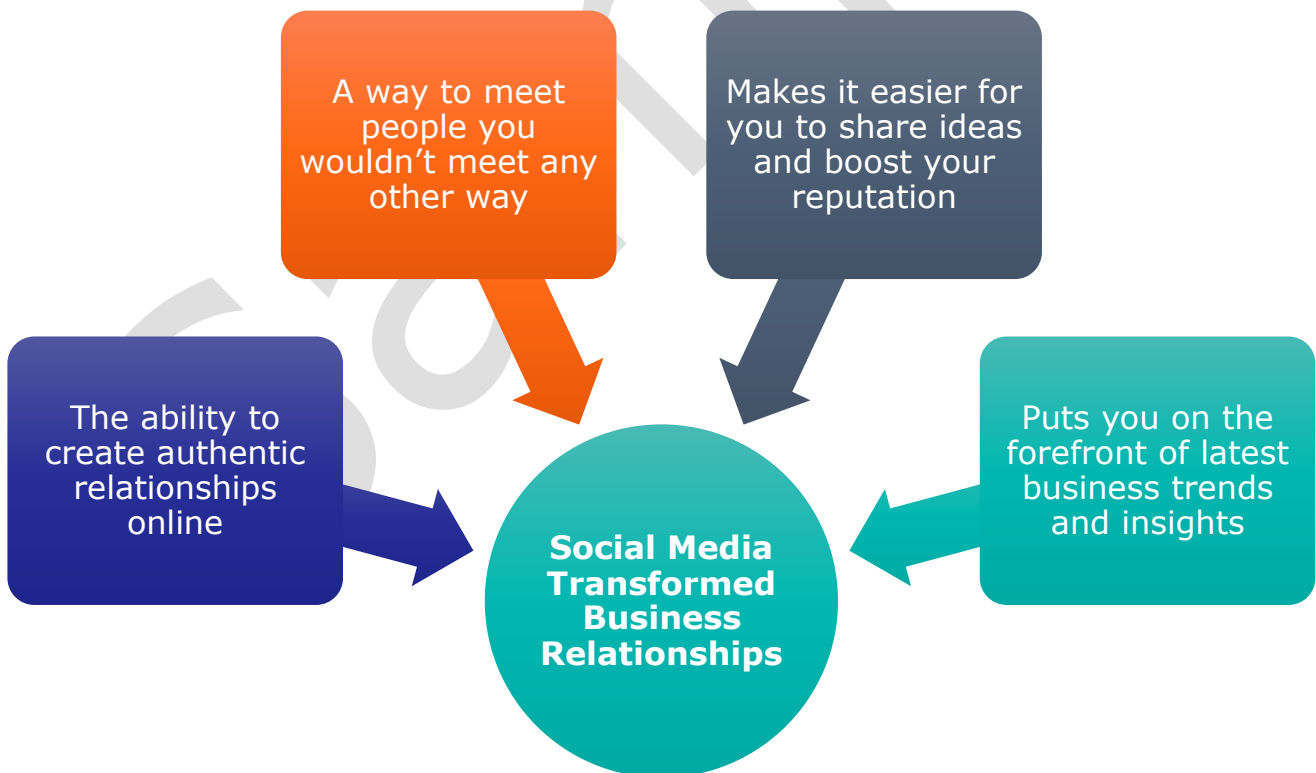 A way to meet
people you
wouldn't meet any
other way
Makes it easier for
you to share ideas
and boost your
reputation
The ability to
create authentic
relationships
online
Puts you on the
forefront of latest
business trends
and insights
Social Media
Transformed
Business
Relationships